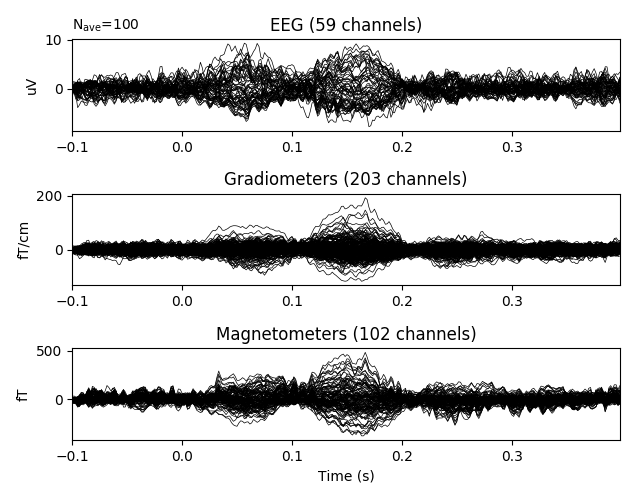 N_ave=100
EEG (59 channels)
10
0
uV
−0.1 0.0 0.1 0.2 0.3
Gradiometers (203 channels)
200
0
fT/cm
−0.1 0.0 0.1 0.2 0.3
Magnetometers (102 channels)
500
0
fT
−0.1 0.0 0.1 0.2 0.3
Time (s)